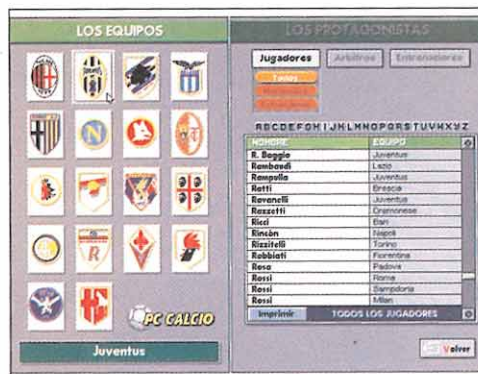 LOS EQUIPOS
PC CALCIO
Juventus
LOS PROTAGONISTAS
Jugadores Arbitros Entrenadores
Todos
ABCDEFGHIJKLMNOPQRSTUVWXYZ
NOMBRE EQUIPO
R. Baggio Juventus
Rambaudi Lazio
Rampulla Juventus
Ratti Brescia
Ravanelli Juventus
Razzetti Cremonese
Ricci Bari
Rincón Napoli
Rizzitelli Torino
Robbiati Fiorentina
Rosa Padova
Rossi Roma
Rossi Sampdoria
Rossi Milan
Imprimir TODOS LOS JUGADORES
Volver